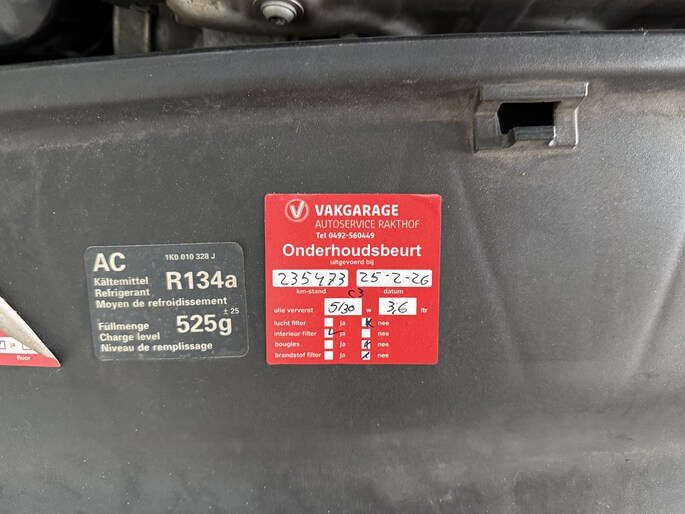 VAKGARAGE
AUTOSERVICE RAKTHOF
Tel 0492-560449
Onderhoudsbeurt
uitgevoerd bij
235473 25-2-26
km-stand datum
C3
olie ververst 5/30 w 3,6 ltr
lucht filter ja nee
interieur filter ja nee
bougies ja nee
brandstof filter ja nee
AC 1K0 010 328 J
Kältemittel
Refrigerant R134a
Moyen de refroidissement
± 25
Füllmenge
Charge level 525g
Niveau de remplissage
ja
fluor